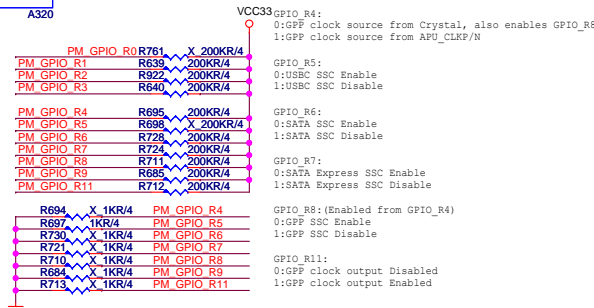 A320
VCC33
PM_GPIO_R0 R761 X_200KR/4
PM_GPIO_R1 R639 200KR/4
PM_GPIO_R2 R922 200KR/4
PM_GPIO_R3 R640 200KR/4
PM_GPIO_R4 R695 200KR/4
PM_GPIO_R5 R698 X_200KR/4
PM_GPIO_R6 R728 200KR/4
PM_GPIO_R7 R724 200KR/4
PM_GPIO_R8 R711 200KR/4
PM_GPIO_R9 R685 200KR/4
PM_GPIO_R11 R712 200KR/4
R694 X_1KR/4 PM_GPIO_R4
R697 1KR/4 PM_GPIO_R5
R730 X_1KR/4 PM_GPIO_R6
R721 X_1KR/4 PM_GPIO_R7
R710 X_1KR/4 PM_GPIO_R8
R684 X_1KR/4 PM_GPIO_R9
R713 X_1KR/4 PM_GPIO_R11
GPIO_R4:
0:GPP clock source from Crystal, also enables GPIO_R8
1:GPP clock source from APU_CLKP/N
GPIO_R5:
0:USBC SSC Enable
1:USBC SSC Disable
GPIO_R6:
0:SATA SSC Enable
1:SATA SSC Disable
GPIO_R7:
0:SATA Express SSC Enable
1:SATA Express SSC Disable
GPIO_R8:(Enabled from GPIO_R4)
0:GPP SSC Enable
1:GPP SSC Disable
GPIO_R11:
0:GPP clock output Disabled
1:GPP clock output Enabled